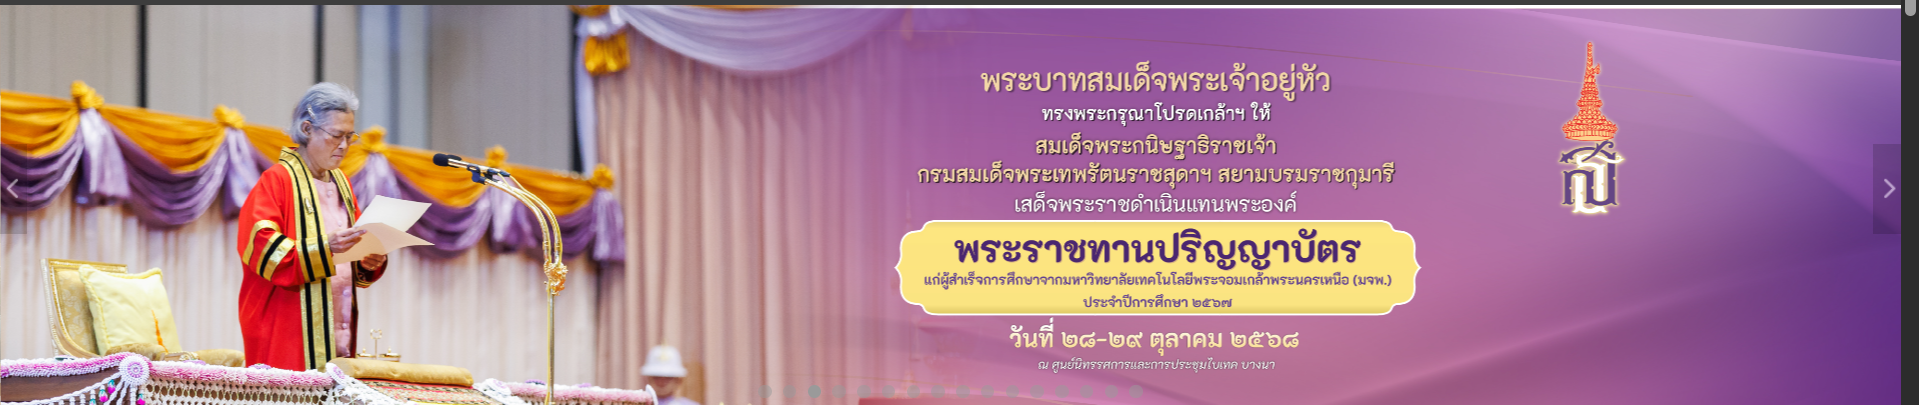 พระบาทสมเด็จพระเจ้าอยู่หัว
ทรงพระกรุณาโปรดเกล้าฯ ให้
สมเด็จพระกนิษฐาธิราชเจ้า
กรมสมเด็จพระเทพรัตนราชสุดาฯ สยามบรมราชกุมารี
เสด็จพระราชดำเนินแทนพระองค์
พระราชทานปริญญาบัตร
แก่ผู้สำเร็จการศึกษาจากมหาวิทยาลัยเทคโนโลยีพระจอมเกล้าพระนครเหนือ (มจพ.)
ประจำปีการศึกษา ๒๕๖๗
วันที่ ๒๘-๒๙ ตุลาคม ๒๕๖๘
ณ ศูนย์นิทรรศการและการประชุมไบเทค บางนา